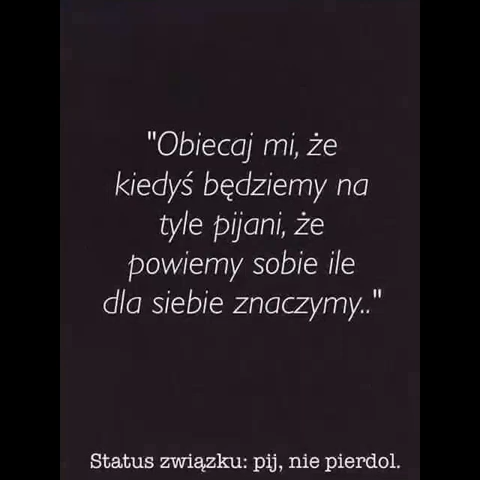 "Obiecaj mi, że
kiedyś będziemy na
tyle pijani, że
powiemy sobie ile
dla siebie znaczymy.."
Status związku: pij, nie pierdol.